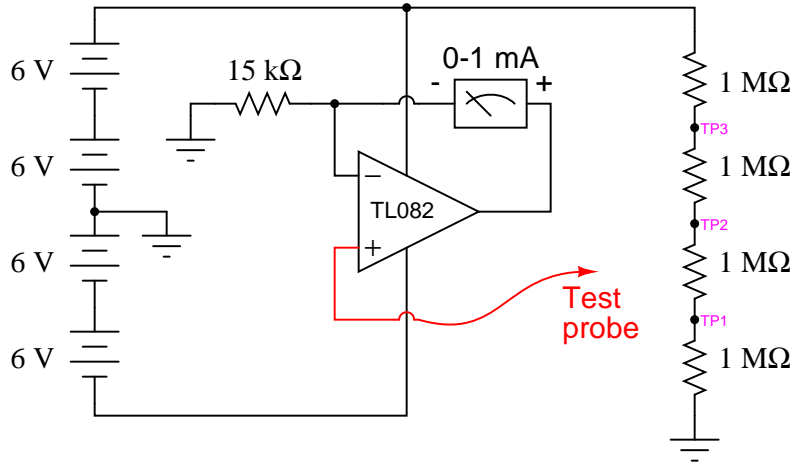 6 V
6 V
6 V
6 V
15 kΩ
0-1 mA
- +
−
TL082
+
Test
probe
1 MΩ
TP3
1 MΩ
TP2
1 MΩ
TP1
1 MΩ